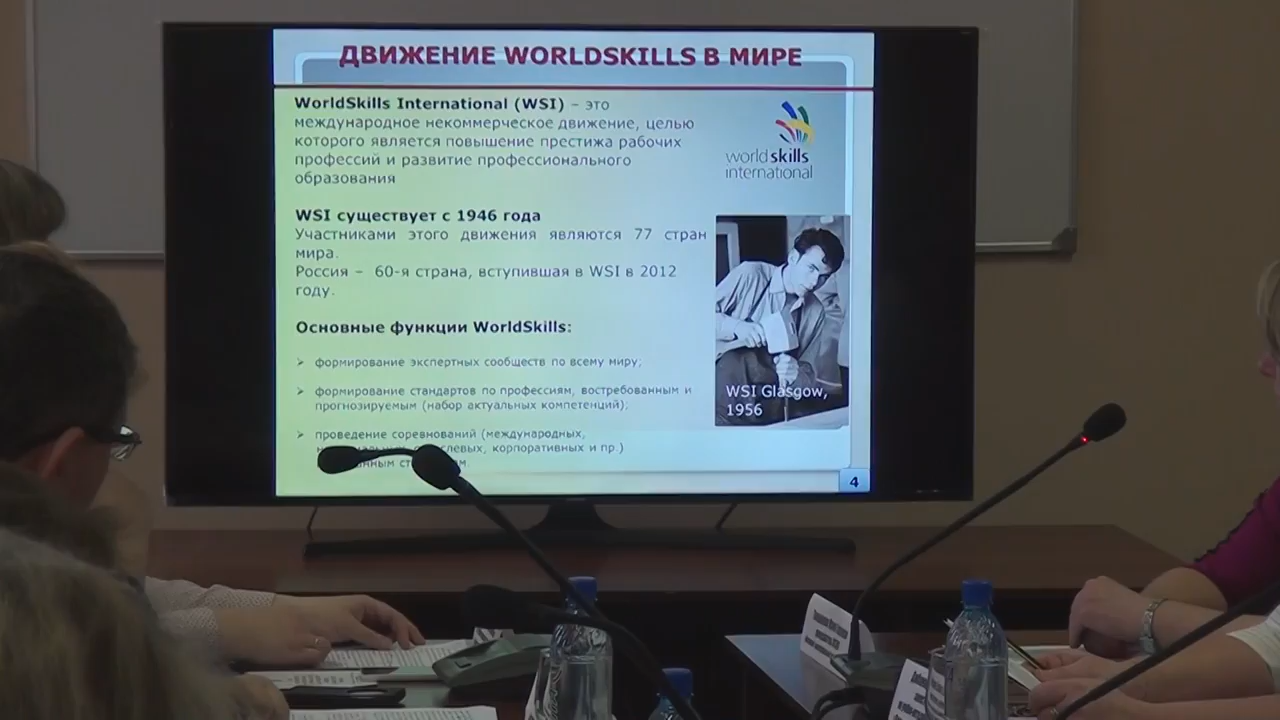 ДВИЖЕНИЕ WORLDSKILLS В МИРЕ
WorldSkills International (WSI) – это
международное некоммерческое движение, целью
которого является повышение престижа рабочих
профессий и развитие профессионального
образования
world skills
international
WSI существует с 1946 года
Участниками этого движения являются 77 стран
мира.
Россия – 60-я страна, вступившая в WSI в 2012
году.
Основные функции WorldSkills:
формирование экспертных сообществ по всему миру;
формирование стандартов по профессиям, востребованным и
прогнозируемым (набор актуальных компетенций);
проведение соревнований (международных,
корпоративных и пр.)
WSI Glasgow,
1956
4